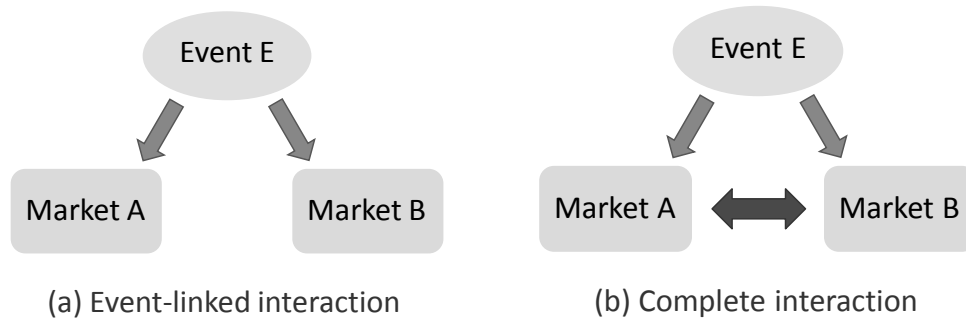 Event E
Market A
Market B
(a) Event-linked interaction
Event E
Market A
Market B
(b) Complete interaction